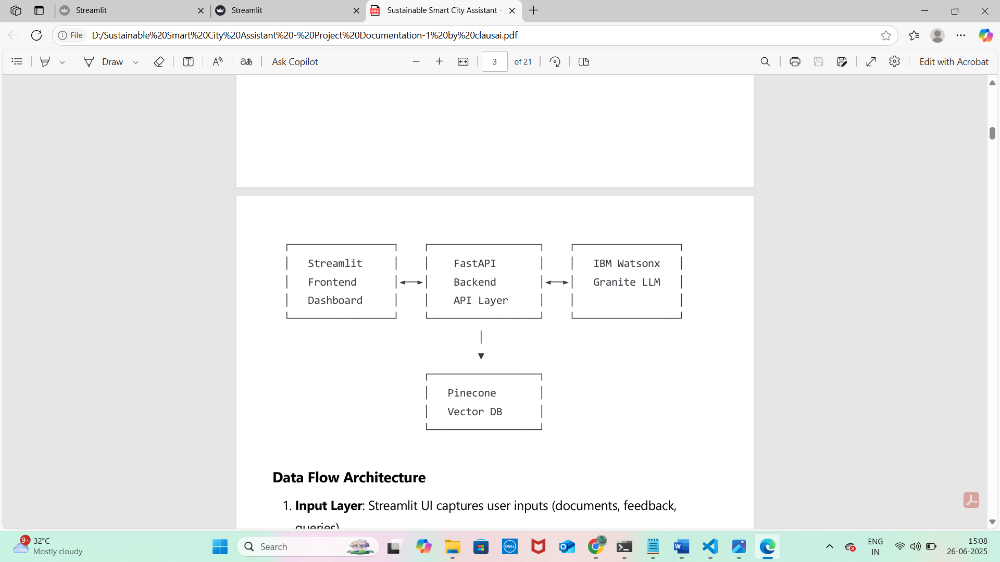 Streamlit
Streamlit
Sustainable Smart City Assistant -
File
D:/Sustainable%20Smart%20City%20Assistant%20-%20Project%20Documentation-1%20by%20clausai.pdf
Draw
Ask Copilot
3
of 21
Edit with Acrobat
Streamlit
Frontend
Dashboard
FastAPI
Backend
API Layer
IBM Watsonx
Granite LLM
Pinecone
Vector DB
Data Flow Architecture
1. Input Layer: Streamlit UI captures user inputs (documents, feedback,
queries)
9+
32°C
Mostly cloudy
Search
DELL
ENG
IN
15:08
26-06-2025